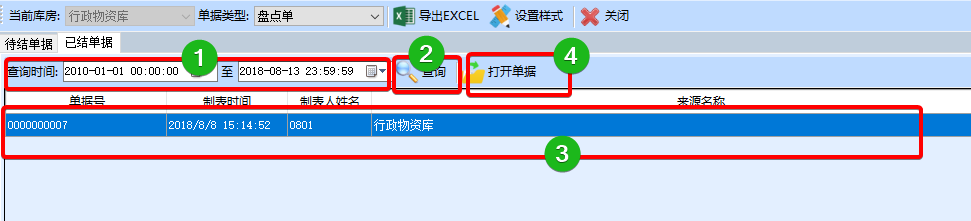 当前库房: 行政物资库 单据类型: 盘点单 导出EXCEL 设置样式 关闭
待结单据 已结单据
1 2 4
查询时间: 2010-01-01 00:00:00 至 2018-08-13 23:59:59 查询 打开单据
单据号 制表时间 制表人姓名 来源名称
0000000007 2018/8/8 15:14:52 0801 行政物资库
3